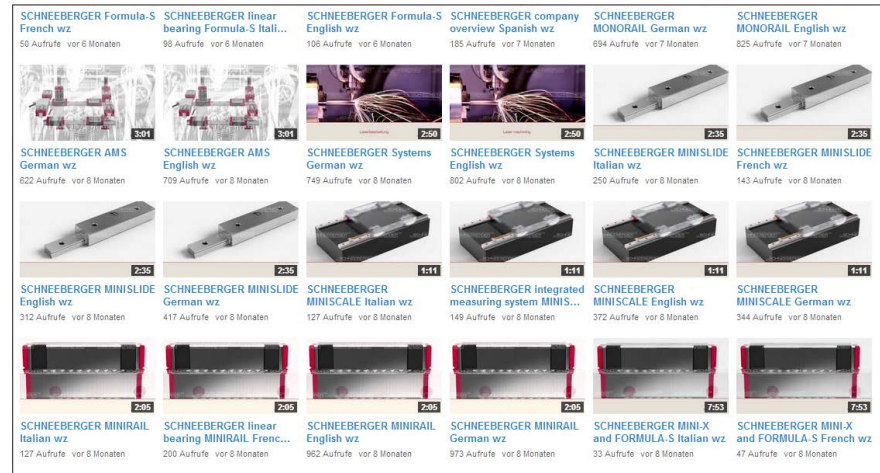 SCHNEEBERGER Formula-S
French wz
50 Aufrufe vor 6 Monaten
SCHNEEBERGER linear
bearing Formula-S Itali...
98 Aufrufe vor 6 Monaten
SCHNEEBERGER Formula-S
English wz
106 Aufrufe vor 6 Monaten
SCHNEEBERGER company
overview Spanish wz
185 Aufrufe vor 7 Monaten
SCHNEEBERGER
MONORAIL German wz
694 Aufrufe vor 7 Monaten
SCHNEEBERGER
MONORAIL English wz
825 Aufrufe vor 7 Monaten
3:01
SCHNEEBERGER AMS
German wz
622 Aufrufe vor 8 Monaten
3:01
SCHNEEBERGER AMS
English wz
709 Aufrufe vor 8 Monaten
Laserbearbeitung
2:50
SCHNEEBERGER Systems
German wz
749 Aufrufe vor 8 Monaten
Laser machining
2:50
SCHNEEBERGER Systems
English wz
802 Aufrufe vor 8 Monaten
2:35
SCHNEEBERGER MINISLIDE
Italian wz
250 Aufrufe vor 8 Monaten
2:35
SCHNEEBERGER MINISLIDE
French wz
143 Aufrufe vor 8 Monaten
2:35
SCHNEEBERGER MINISLIDE
English wz
312 Aufrufe vor 8 Monaten
2:35
SCHNEEBERGER MINISLIDE
German wz
417 Aufrufe vor 8 Monaten
1:11
SCHNEEBERGER
MINISCALE Italian wz
127 Aufrufe vor 8 Monaten
1:11
SCHNEEBERGER integrated
measuring system MINIS...
149 Aufrufe vor 8 Monaten
1:11
SCHNEEBERGER
MINISCALE English wz
372 Aufrufe vor 8 Monaten
1:11
SCHNEEBERGER
MINISCALE German wz
344 Aufrufe vor 8 Monaten
2:05
SCHNEEBERGER MINIRAIL
Italian wz
127 Aufrufe vor 8 Monaten
2:05
SCHNEEBERGER linear
bearing MINIRAIL Frenc...
200 Aufrufe vor 8 Monaten
2:05
SCHNEEBERGER MINIRAIL
English wz
962 Aufrufe vor 8 Monaten
2:05
SCHNEEBERGER MINIRAIL
German wz
973 Aufrufe vor 8 Monaten
7:53
SCHNEEBERGER MINI-X
and FORMULA-S Italian wz
33 Aufrufe vor 8 Monaten
7:53
SCHNEEBERGER MINI-X
and FORMULA-S French wz
47 Aufrufe vor 8 Monaten